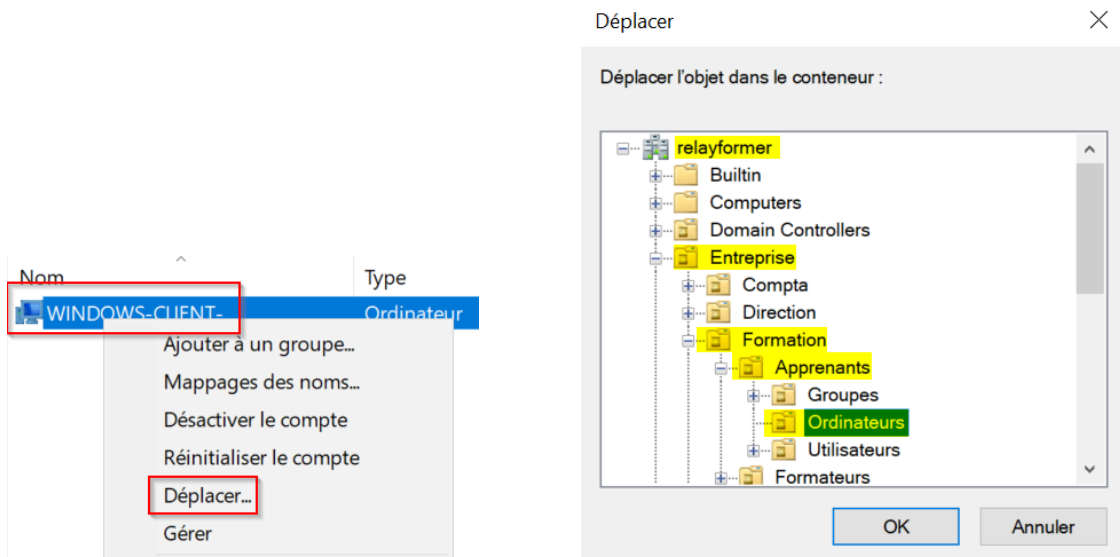 Nom Type
WINDOWS-CLIENT- Ordinateur
Ajouter à un groupe...
Mappages des noms...
Désactiver le compte
Réinitialiser le compte
Déplacer...
Gérer
Déplacer
Déplacer l'objet dans le conteneur :
relayformer
Builtin
Computers
Domain Controllers
Entreprise
Compta
Direction
Formation
Apprenants
Groupes
Ordinateurs
Utilisateurs
Formateurs
OK Annuler